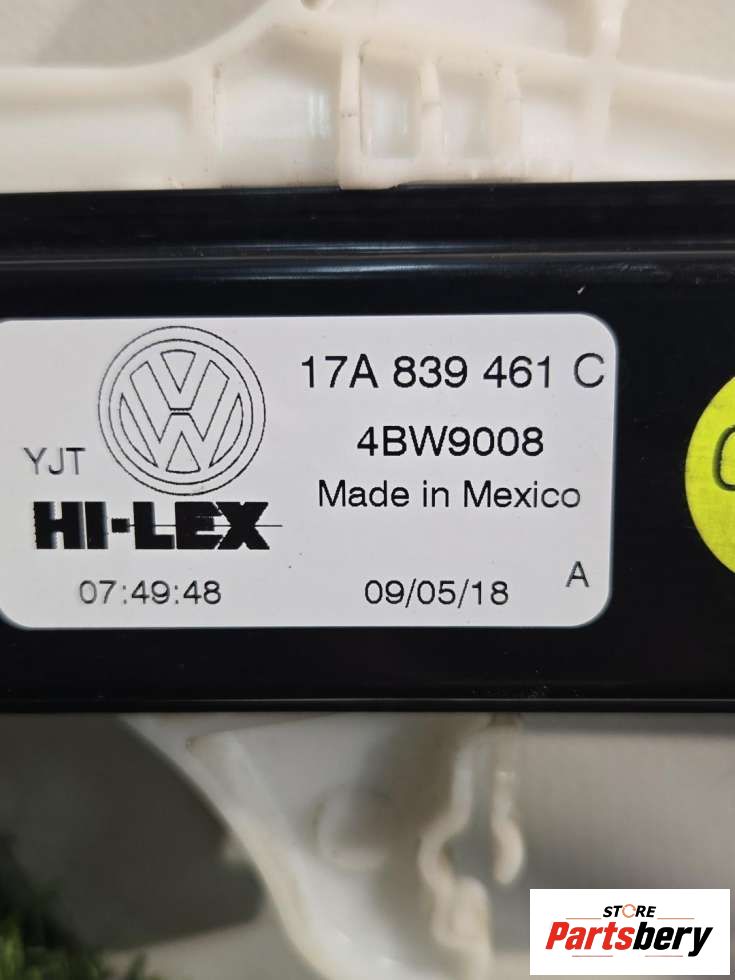 17A 839 461 C
4BW9008
YJT
Made in Mexico
HI-LEX
07:49:48
09/05/18
A
STORE
Partsbery